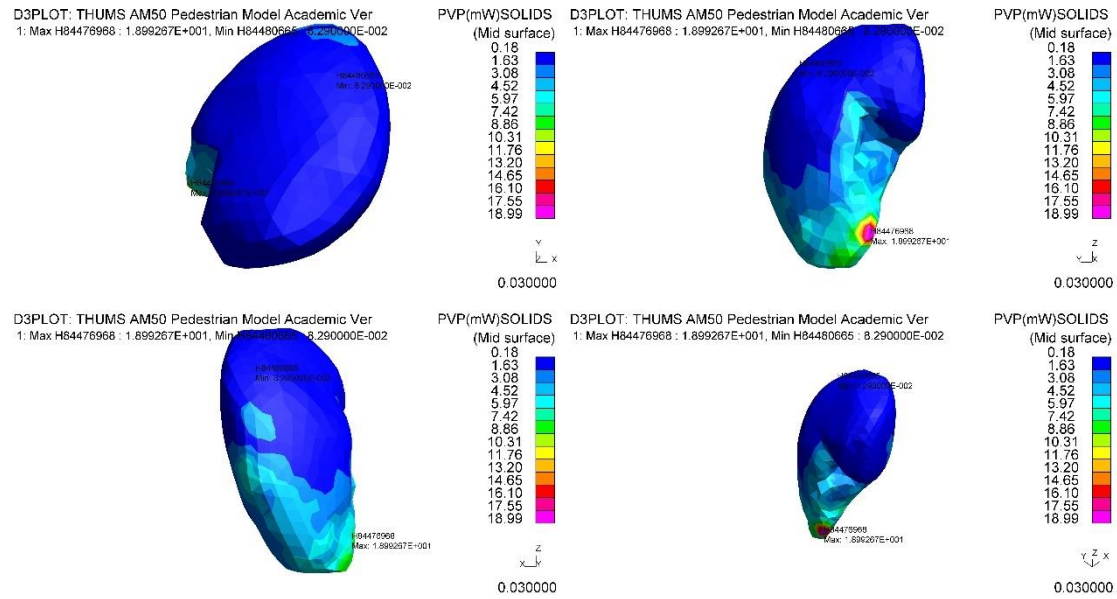 D3PLOT: THUMS AM50 Pedestrian Model Academic Ver
1: Max H84476968 : 1.899267E+001, Min H84480665 : 8.290000E-002
PVP(mW)SOLIDS
(Mid surface)
0.18
1.63
3.08
4.52
5.97
7.42
8.86
10.31
11.76
13.20
14.65
16.10
17.55
18.99
Y
Z X
0.030000
D3PLOT: THUMS AM50 Pedestrian Model Academic Ver
1: Max H84476968 : 1.899267E+001, Min H84480665 : 8.290000E-002
PVP(mW)SOLIDS
(Mid surface)
0.18
1.63
3.08
4.52
5.97
7.42
8.86
10.31
11.76
13.20
14.65
16.10
17.55
18.99
H84476968
Max: 1.899267E+001
Z
Y X
0.030000
D3PLOT: THUMS AM50 Pedestrian Model Academic Ver
1: Max H84476968 : 1.899267E+001, Min H84480665 : 8.290000E-002
PVP(mW)SOLIDS
(Mid surface)
0.18
1.63
3.08
4.52
5.97
7.42
8.86
10.31
11.76
13.20
14.65
16.10
17.55
18.99
H84476968
Max: 1.899267E+001
Z
X Y
0.030000
D3PLOT: THUMS AM50 Pedestrian Model Academic Ver
1: Max H84476968 : 1.899267E+001, Min H84480665 : 8.290000E-002
PVP(mW)SOLIDS
(Mid surface)
0.18
1.63
3.08
4.52
5.97
7.42
8.86
10.31
11.76
13.20
14.65
16.10
17.55
18.99
H84476968
Max: 1.899267E+001
Z
Y X
0.030000